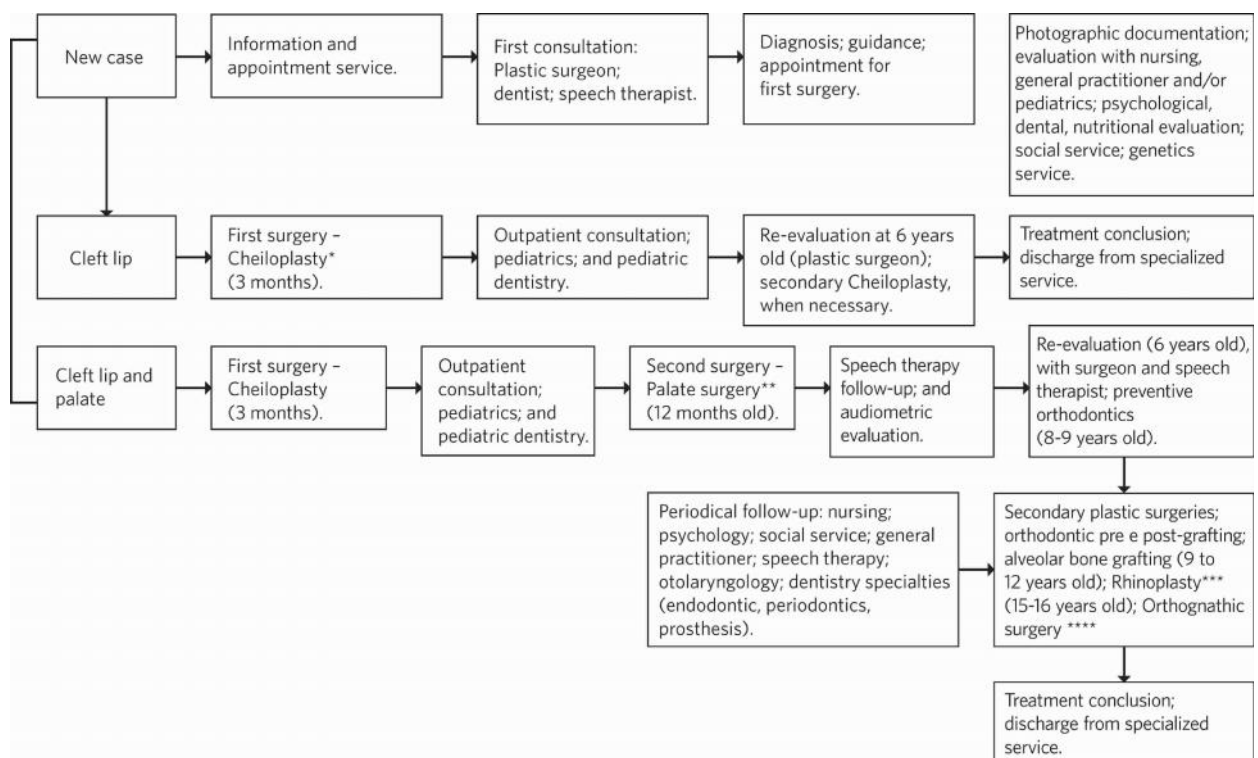 New case
Information and
appointment service.
First consultation:
Plastic surgeon;
dentist; speech therapist.
Diagnosis; guidance;
appointment for
first surgery.
Photographic documentation;
evaluation with nursing,
general practitioner and/or
pediatrics; psychological,
dental, nutritional evaluation;
social service; genetics
service.
Cleft lip
First surgery –
Cheiloplasty*
(3 months).
Outpatient consultation;
pediatrics; and pediatric
dentistry.
Re-evaluation at 6 years
old (plastic surgeon);
secondary Cheiloplasty,
when necessary.
Treatment conclusion;
discharge from specialized
service.
Cleft lip and
palate
First surgery –
Cheiloplasty
(3 months).
Outpatient
consultation;
pediatrics; and
pediatric dentistry.
Second surgery –
Palate surgery**
(12 months old).
Speech therapy
follow-up; and
audiometric
evaluation.
Re-evaluation (6 years old),
with surgeon and speech
therapist; preventive
orthodontics
(8-9 years old).
Periodical follow-up: nursing;
psychology; social service; general
practitioner; speech therapy;
otolaryngology; dentistry specialties
(endodontic, periodontics,
prosthesis).
Secondary plastic surgeries;
orthodontic pre e post-grafting;
alveolar bone grafting (9 to
12 years old); Rhinoplasty***
(15-16 years old); Orthognathic
surgery ****
Treatment conclusion;
discharge from specialized
service.